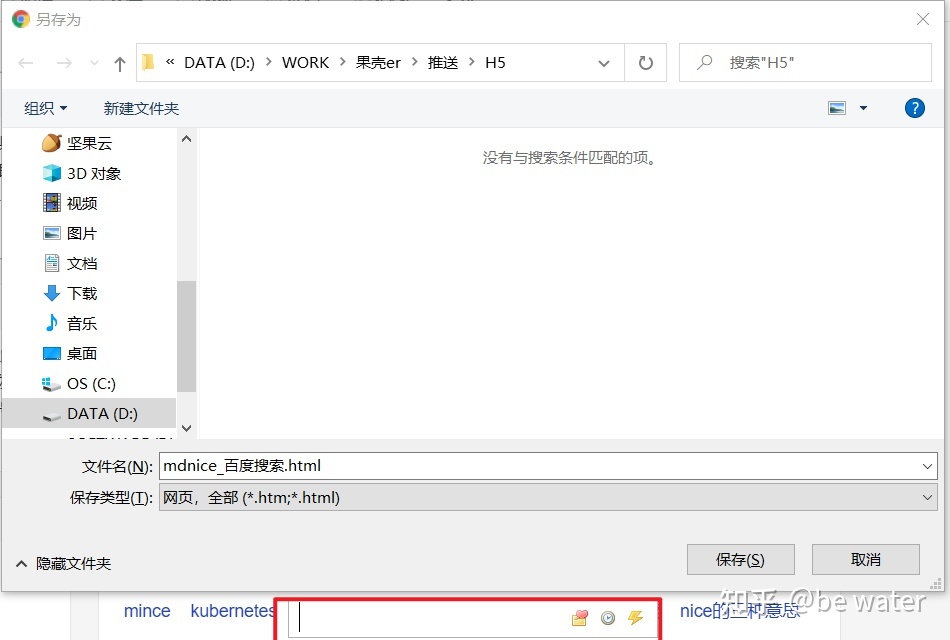 另存为
« DATA (D:) › WORK › 果壳er › 推送 › H5
搜索"H5"
组织
新建文件夹
?
坚果云
3D 对象
视频
图片
文档
下载
音乐
桌面
OS (C:)
DATA (D:)
没有与搜索条件匹配的项。
文件名(N): mdnice_百度搜索.html
保存类型(T): 网页，全部 (*.htm;*.html)
隐藏文件夹
保存(S)
取消
mince kubernetes
nice的三种意思
知乎 @be water